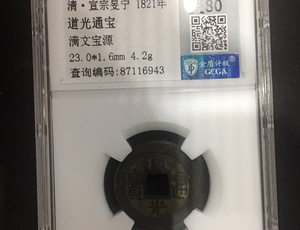 清·宣宗旻宁 1821年
道光通宝
满文宝源
23.0*1.6mm 4.2g
查询编码:87116943
80
金盾评级®
GCGA